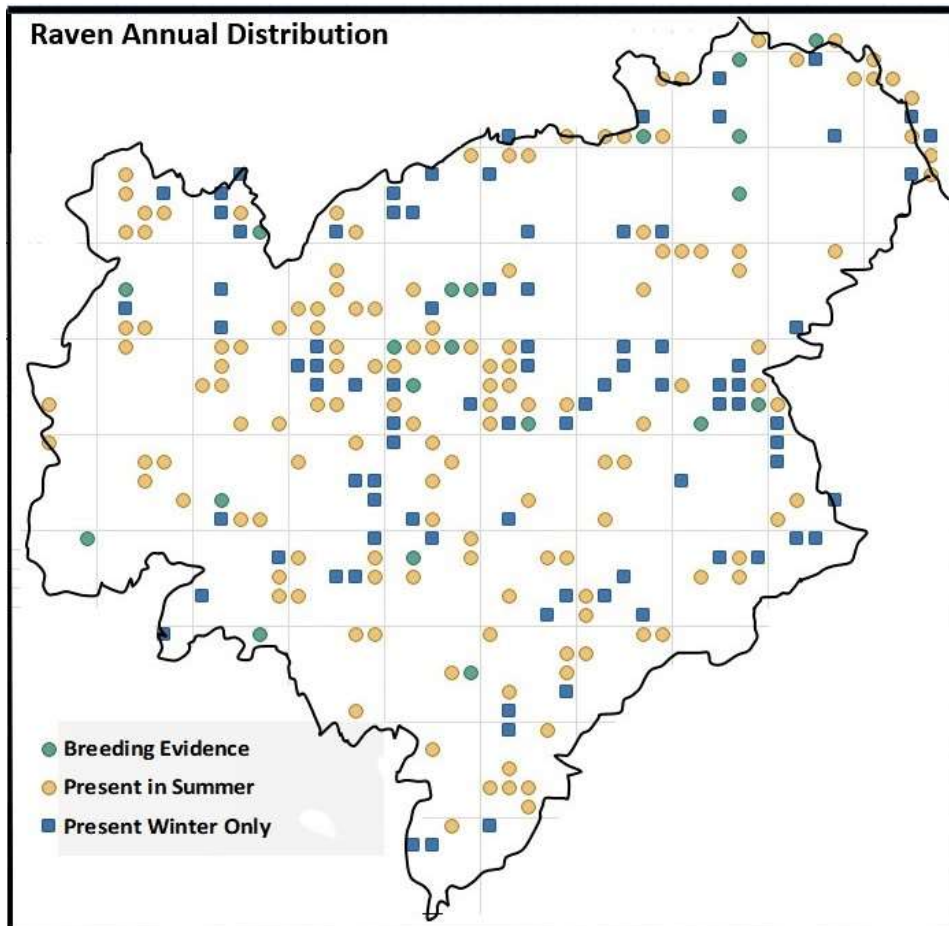 Raven Annual Distribution
Breeding Evidence
Present in Summer
Present Winter Only